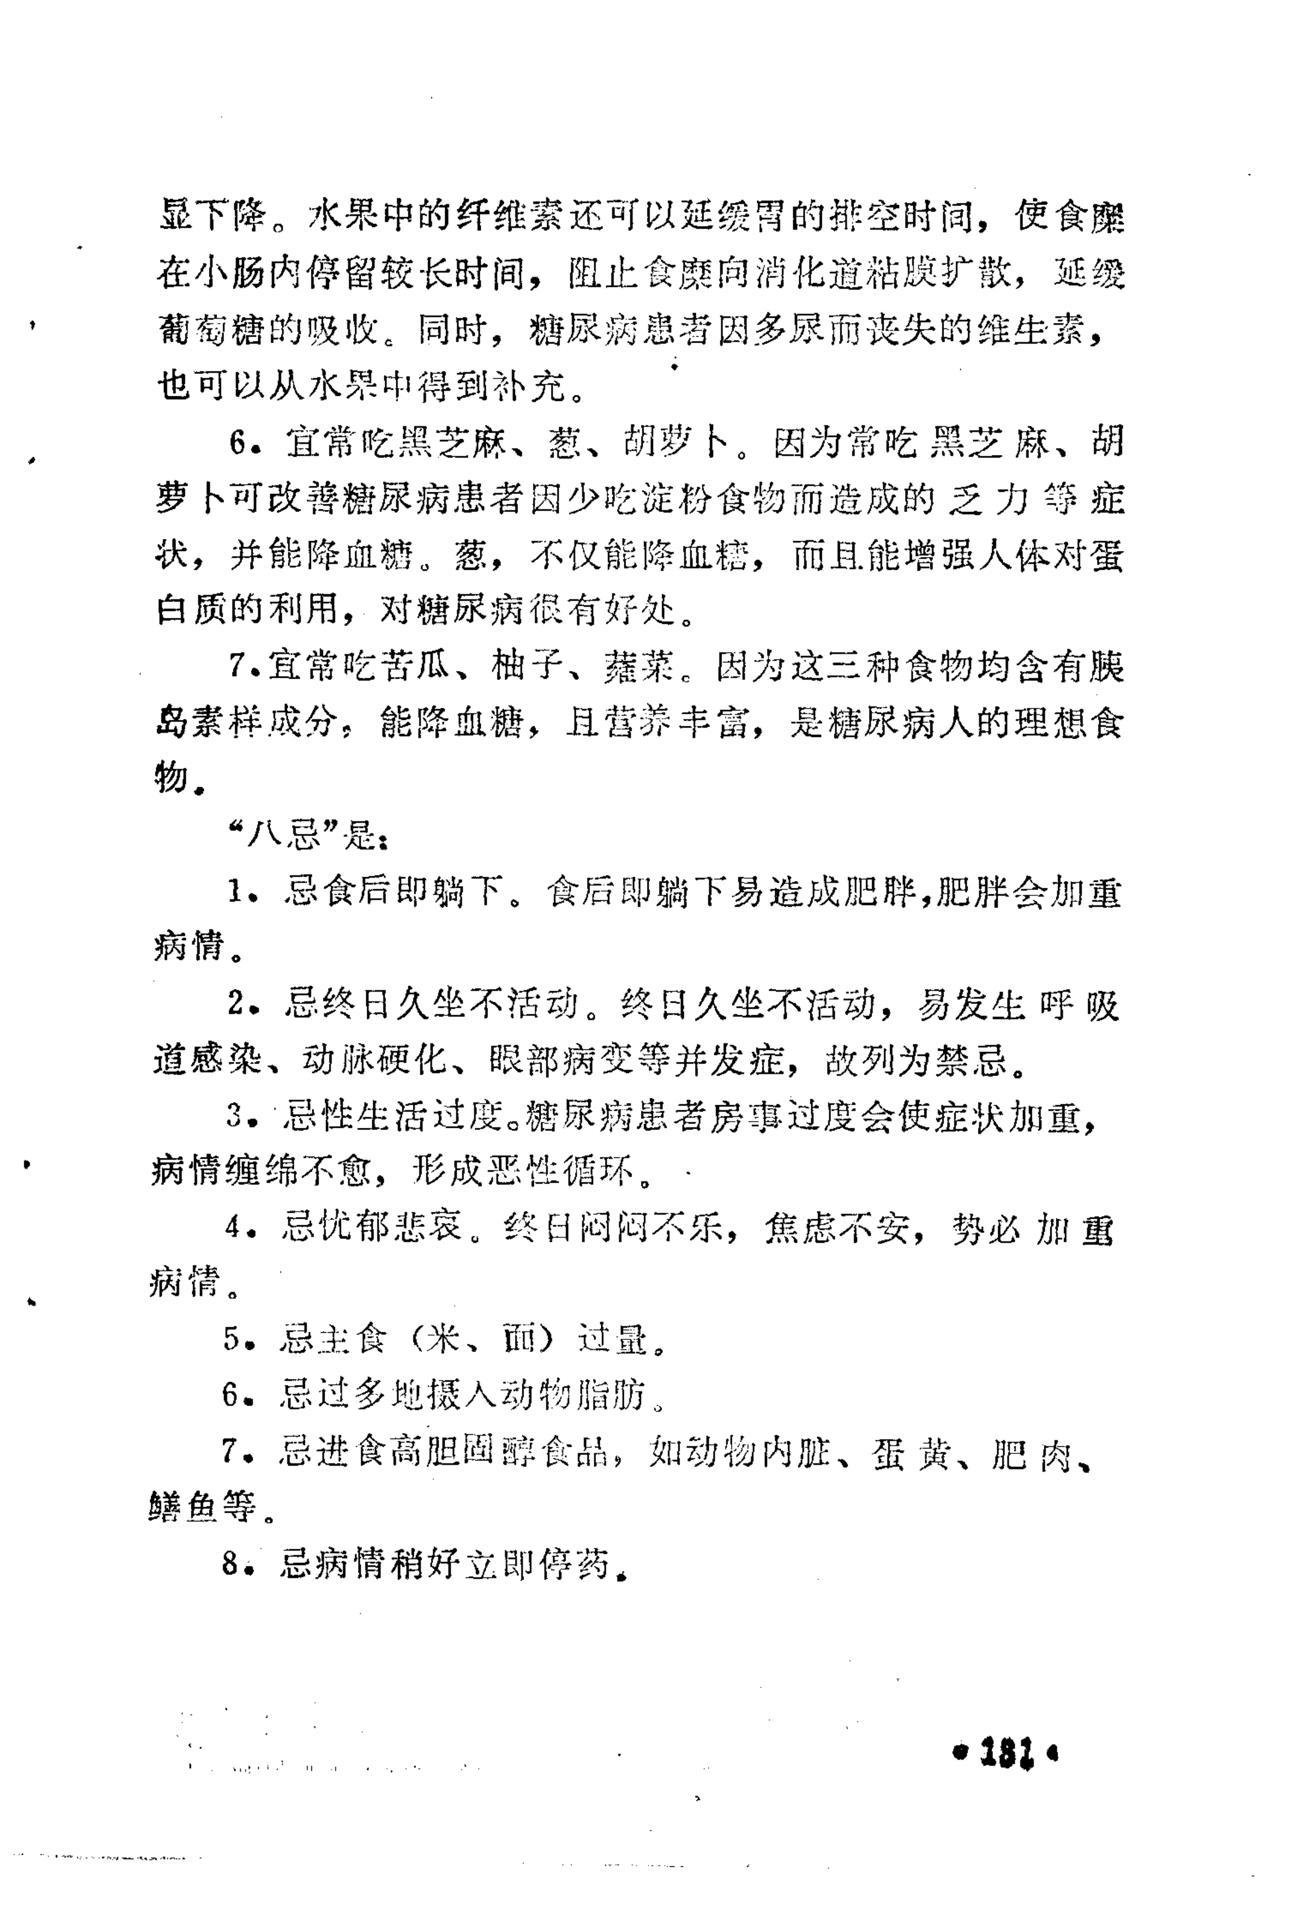 显下降。水果中的纤维素还可以延缓胃的排空时间，使食糜
在小肠内停留较长时间，阻止食糜向消化道粘膜扩散，延缓
葡萄糖的吸收。同时，糖尿病患者因多尿而丧失的维生素，
也可以从水果中得到补充。
6. 宜常吃黑芝麻、葱、胡萝卜。因为常吃黑芝麻、胡
萝卜可改善糖尿病患者因少吃淀粉食物而造成的乏力等症
状，并能降血糖。葱，不仅能降血糖，而且能增强人体对蛋
白质的利用，对糖尿病很有好处。
7.宜常吃苦瓜、柚子、蕹菜。因为这三种食物均含有胰
岛素样成分，能降血糖，且营养丰富，是糖尿病人的理想食
物．
“八忌”是：
1. 忌食后即躺下。食后即躺下易造成肥胖，肥胖会加重
病情。
2. 忌终日久坐不活动。终日久坐不活动，易发生呼吸
道感染、动脉硬化、眼部病变等并发症，故列为禁忌。
3. 忌性生活过度。糖尿病患者房事过度会使症状加重，
病情缠绵不愈，形成恶性循环。
4. 忌忧郁悲哀。终日闷闷不乐，焦虑不安，势必加重
病情。
5. 忌主食（米、面）过量。
6. 忌过多地摄入动物脂肪。
7. 忌进食高胆固醇食品，如动物内脏、蛋黄、肥肉、
鳝鱼等。
8. 忌病情稍好立即停药．
• 181 •